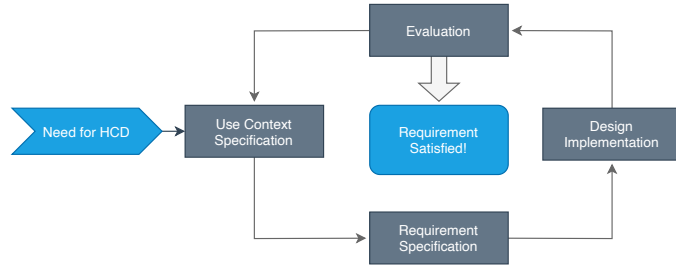 Evaluation
Need for HCD
Use Context
Specification
Requirement
Satisfied!
Design
Implementation
Requirement
Specification